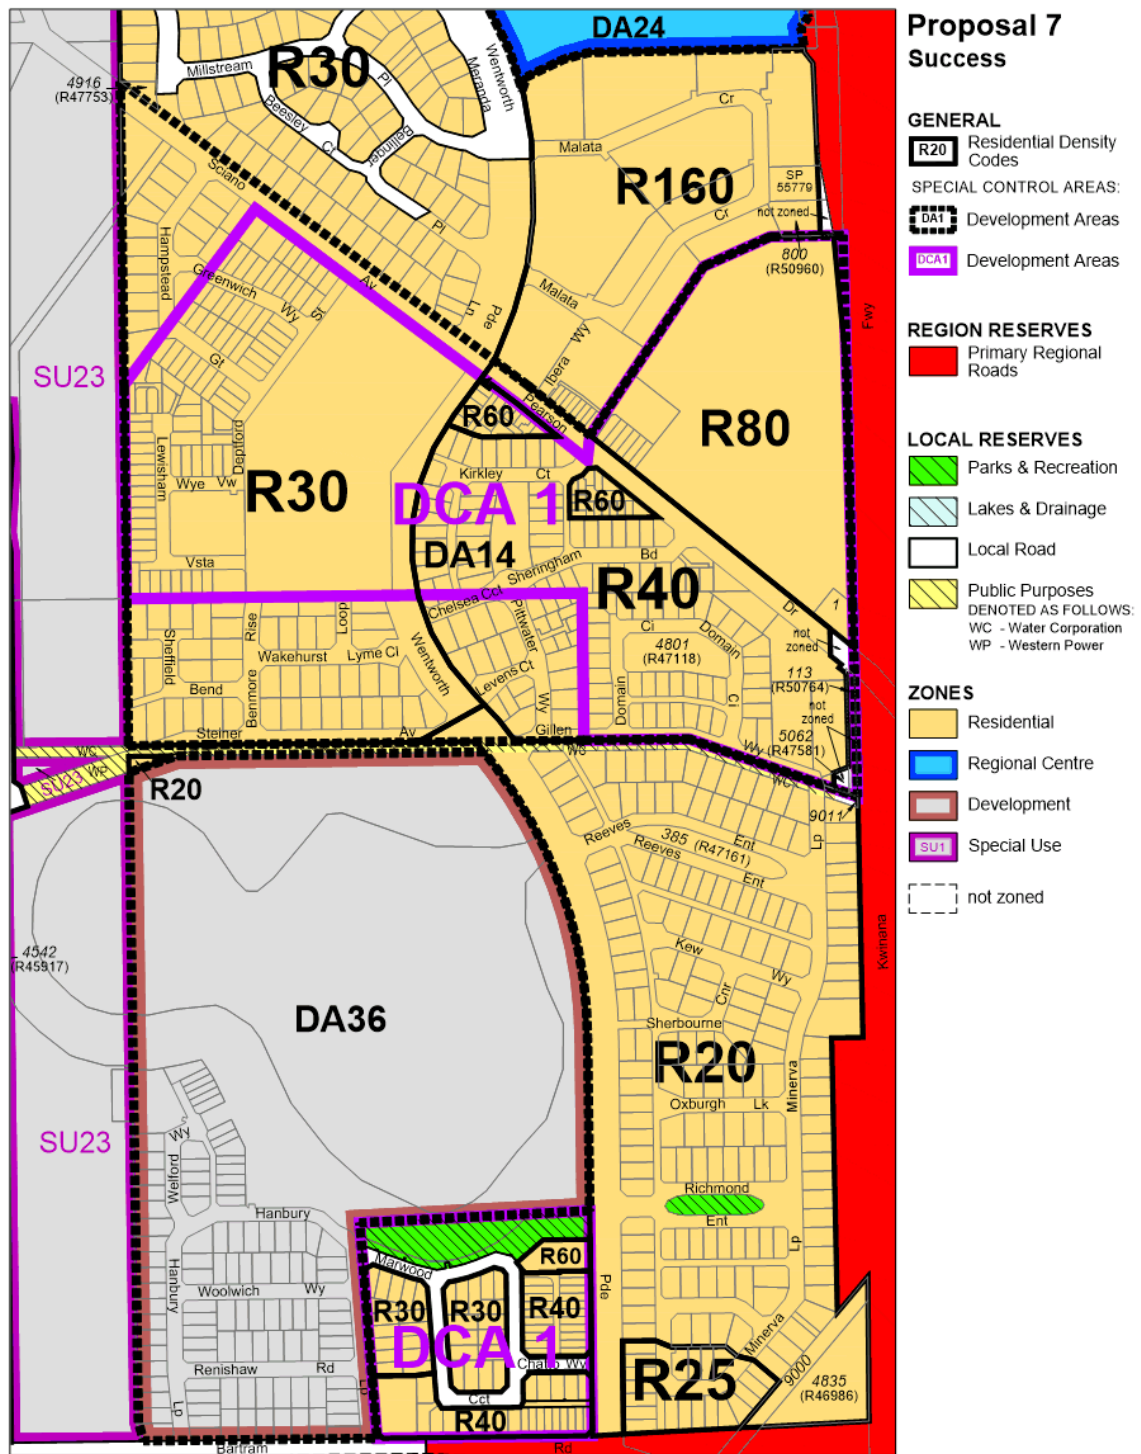 Proposal 7
Success
GENERAL
R20
Residential Density
Codes
SPECIAL CONTROL AREAS:
DA1
Development Areas
DCA1
Development Areas
REGION RESERVES
Primary Regional
Roads
LOCAL RESERVES
Parks & Recreation
Lakes & Drainage
Local Road
Public Purposes
DENOTED AS FOLLOWS:
WC - Water Corporation
WP - Western Power
ZONES
Residential
Regional Centre
Development
SU1
Special Use
not zoned
DA24
R30
Millstream
Pl
Meranda
Wentworth
4916
(R47753)
Beesley
Ct
Bellinger
Pl
Cr
Malata
R160
SP
55779
Cr
not zoned
800
(R50960)
Sciano
Av
Hampstead
Greenwich
Wy
St
Gt
Ln
Pde
Malata
Wy
Ibera
Pearson
Fwy
SU23
R60
R80
Lewisham
Deptford
Wye
Vw
R30
Kirkley
Ct
DCA 1
R60
DA14
Vsta
Sheringham
Bd
R40
Chelsea Cct
Dr
1
Sheffield
Rise
Loop
Wakehurst
Lyme Cl
Wentworth
Pittwater
Ci
Domain
4801
(R47118)
not
zoned
113
(R50764)
Levens Ct
Bend
Benmore
Steiner
Av
Wy
Gillen
Domain
Ci
not
zoned
5062
(R47581)
Wy
WC
WP
WC
WC
SU23
R20
9011
Reeves
385 (R47161)
Ent
Lp
Reeves
Ent
4542
(R45917)
Kew
Wy
Kwinana
Cnr
DA36
Sherbourne
R20
Minerva
Oxburgh
Lk
SU23
Wy
Welford
Richmond
Ent
Hanbury
Lp
Marwood
R60
Hanbury
Woolwich
Wy
R30
R30
R40
Pde
DCA 1
Chatto Wy
Minerva
Renishaw
Rd
R25
9000
4835
(R46986)
Lp
Lp
Cct
R40
Bartram
Rd